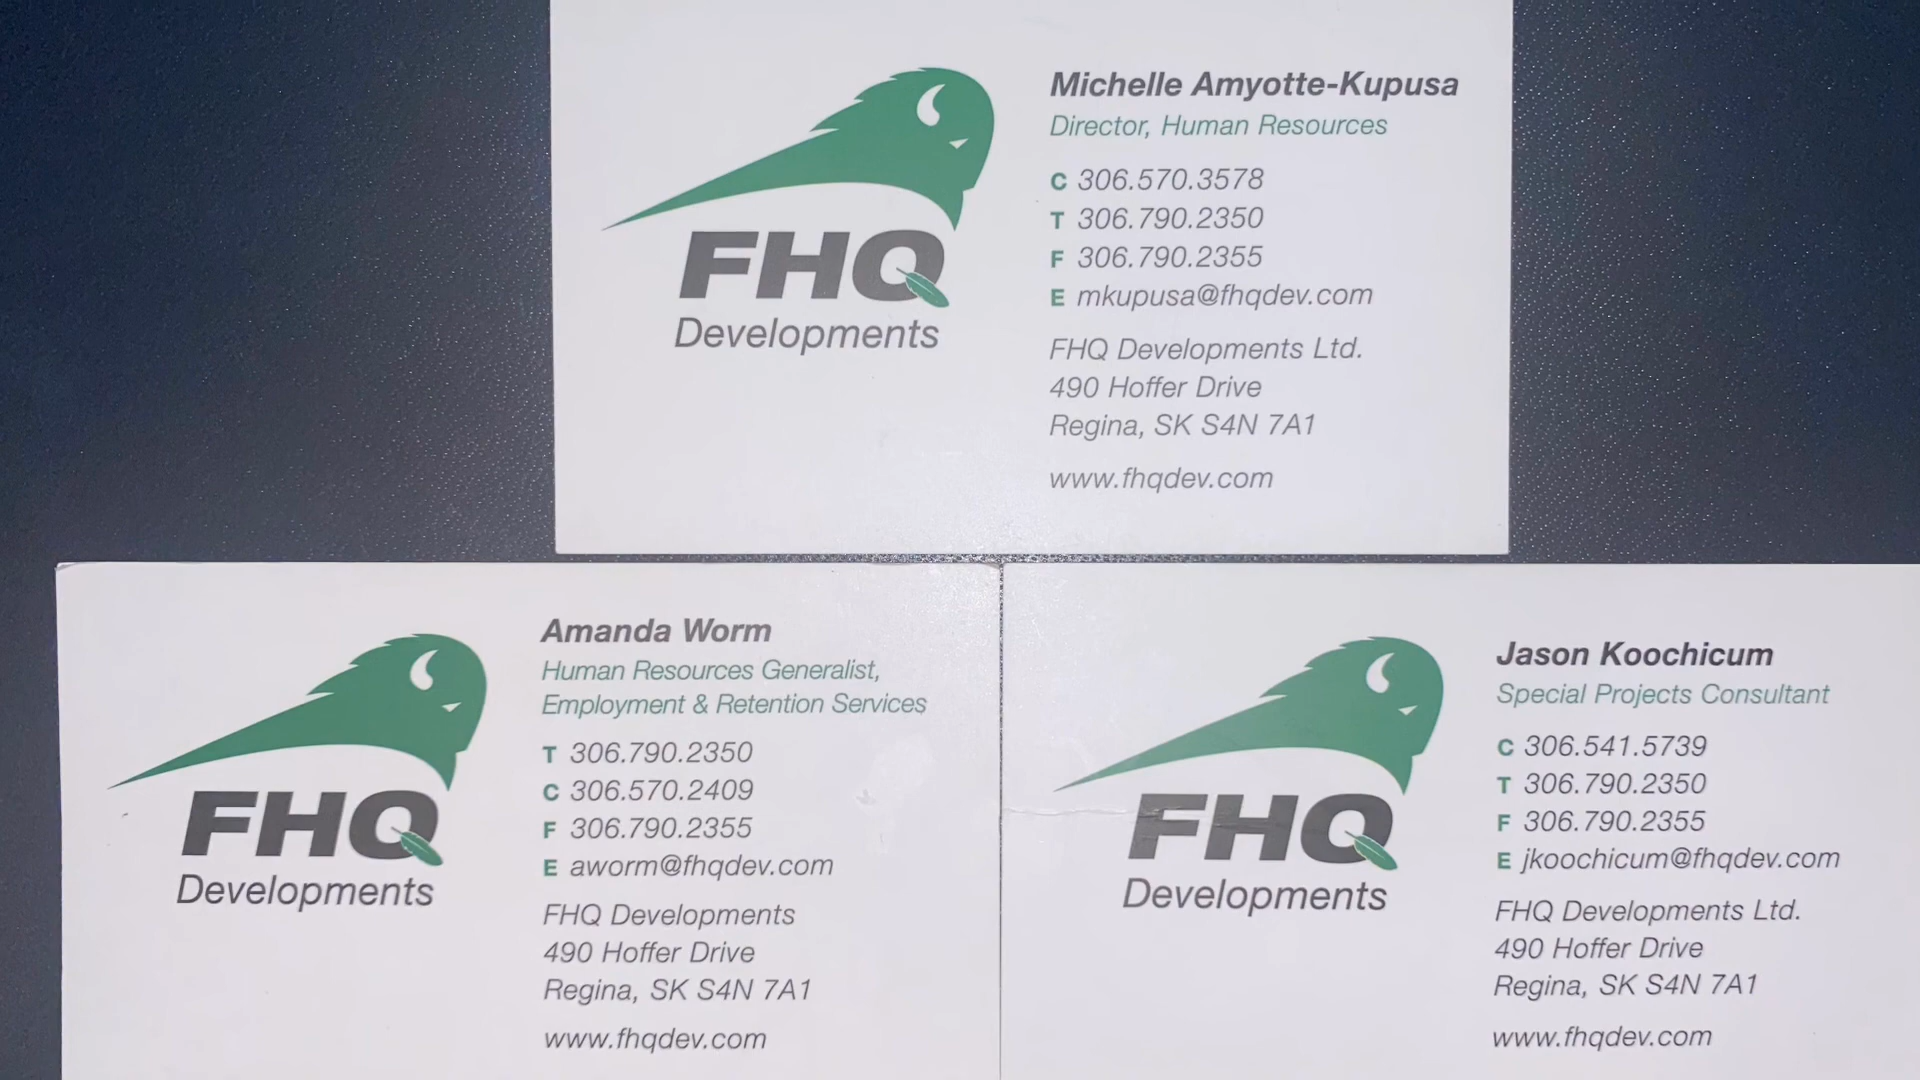 FHQ
Developments
Michelle Amyotte-Kupusa
Director, Human Resources
C 306.570.3578
T 306.790.2350
F 306.790.2355
E mkupusa@fhqdev.com
FHQ Developments Ltd.
490 Hoffer Drive
Regina, SK S4N 7A1
www.fhqdev.com
FHQ
Developments
Amanda Worm
Human Resources Generalist,
Employment & Retention Services
T 306.790.2350
C 306.570.2409
F 306.790.2355
E aworm@fhqdev.com
FHQ Developments
490 Hoffer Drive
Regina, SK S4N 7A1
www.fhqdev.com
FHQ
Developments
Jason Koochicum
Special Projects Consultant
C 306.541.5739
T 306.790.2350
F 306.790.2355
E jkoochicum@fhqdev.com
FHQ Developments Ltd.
490 Hoffer Drive
Regina, SK S4N 7A1
www.fhqdev.com